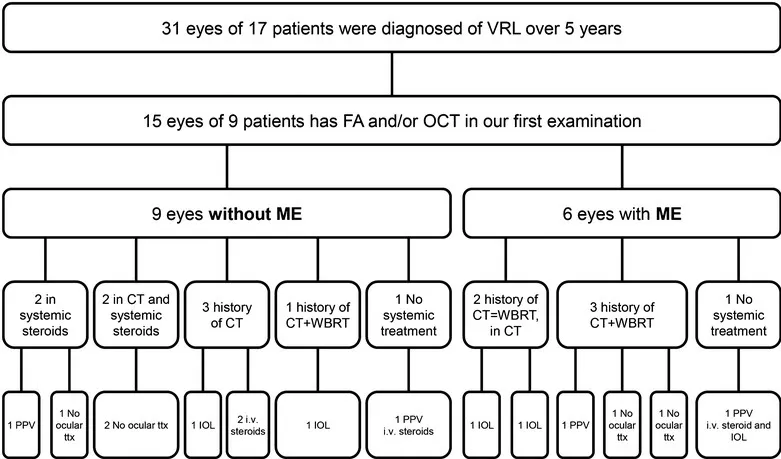 31 eyes of 17 patients were diagnosed of VRL over 5 years
15 eyes of 9 patients has FA and/or OCT in our first examination
9 eyes without ME
6 eyes with ME
2 in
systemic
steroids
2 in CT and
systemic
steroids
3 history
of CT
1 history of
CT+WBRT
1 No
systemic
treatment
2 history of
CT=WBRT,
in CT
3 history of
CT+WBRT
1 No
systemic
treatment
1 PPV
1 No
ocular
ttx
2 No ocular ttx
1 IOL
2 i.v.
steroids
1 IOL
1 PPV
i.v. steroids
1 IOL
1 IOL
1 PPV
1 No
ocular
ttx
1 No
ocular
ttx
1 PPV
i.v. steroid and
IOL